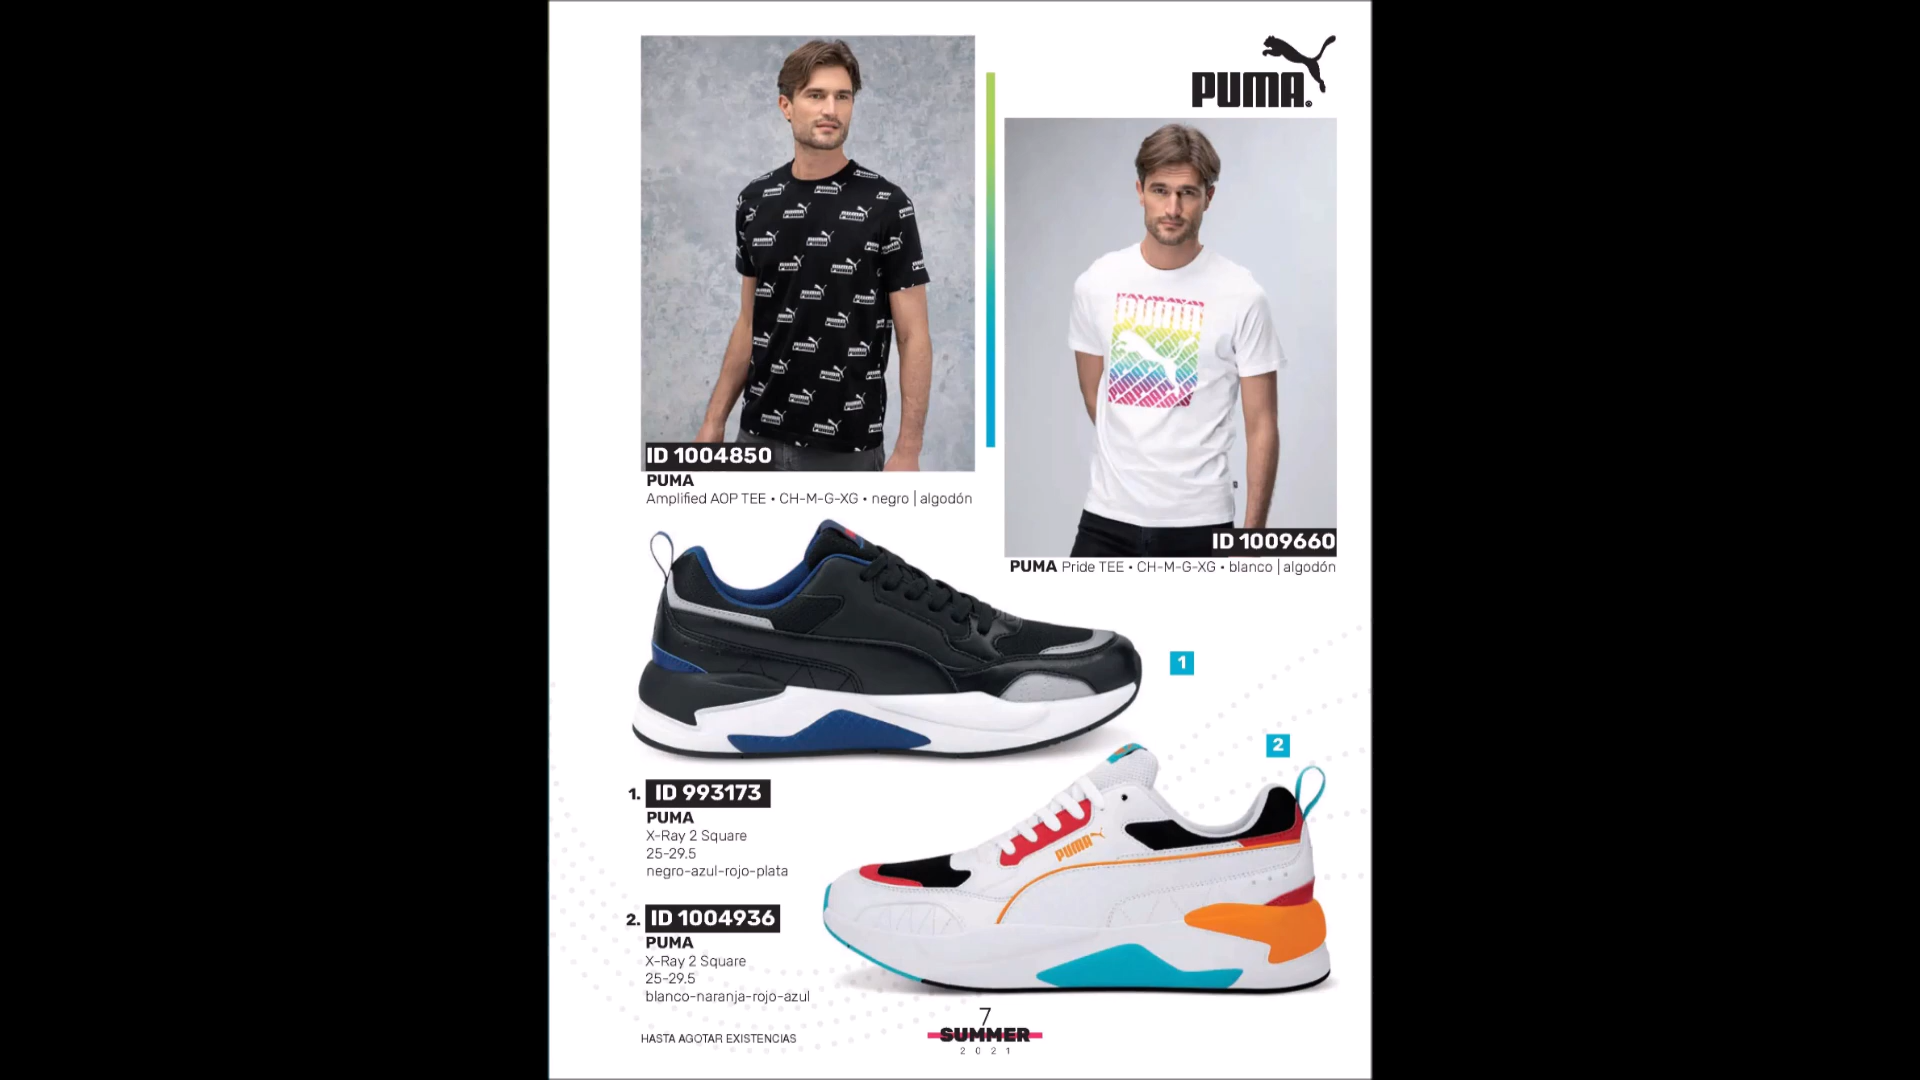 PUMA
ID 1004850
PUMA
Amplified AOP TEE • CH-M-G-XG • negro | algodón
PUMA
ID 1009660
PUMA Pride TEE • CH-M-G-XG • blanco | algodón
1
2
1. ID 993173
PUMA
X-Ray 2 Square
25-29.5
negro-azul-rojo-plata
PUMA
2. ID 1004936
PUMA
X-Ray 2 Square
25-29.5
blanco-naranja-rojo-azul
HASTA AGOTAR EXISTENCIAS
7
SUMMER
2021